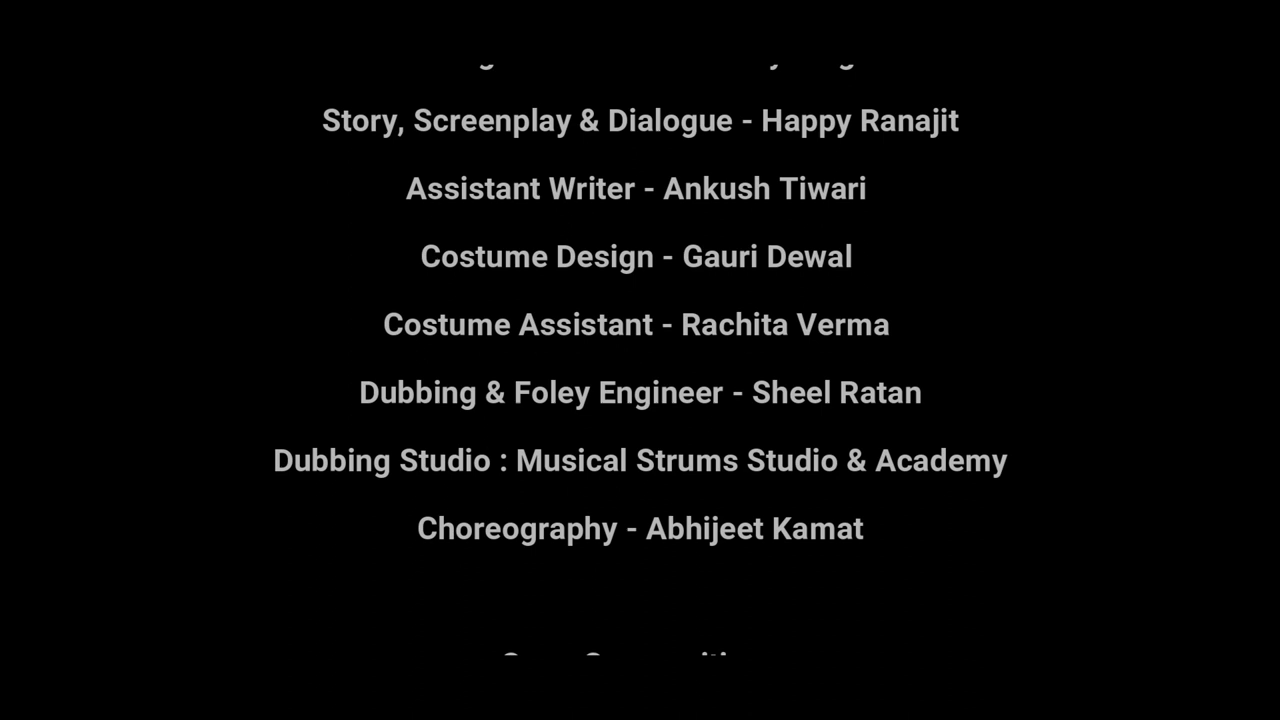 Story, Screenplay & Dialogue - Happy Ranajit
Assistant Writer - Ankush Tiwari
Costume Design - Gauri Dewal
Costume Assistant - Rachita Verma
Dubbing & Foley Engineer - Sheel Ratan
Dubbing Studio : Musical Strums Studio & Academy
Choreography - Abhijeet Kamat